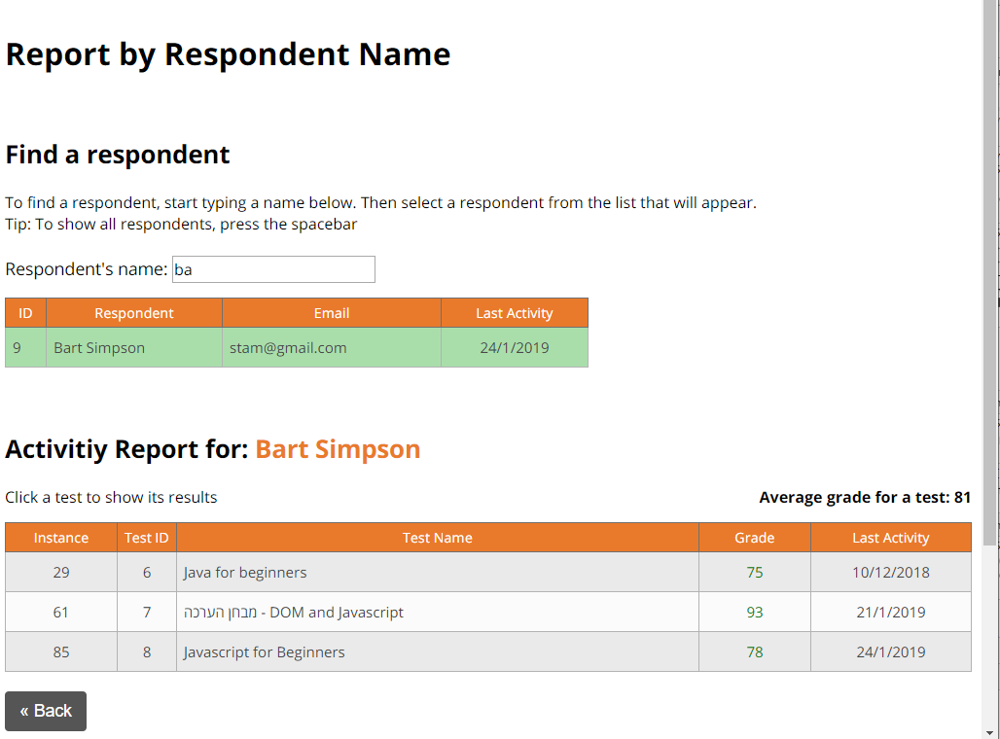 Report by Respondent Name
Find a respondent
To find a respondent, start typing a name below. Then select a respondent from the list that will appear.
Tip: To show all respondents, press the spacebar
Respondent's name: ba
ID Respondent Email Last Activity
9 Bart Simpson stam@gmail.com 24/1/2019
Activitiy Report for: Bart Simpson
Click a test to show its results Average grade for a test: 81
Instance Test ID Test Name Grade Last Activity
29 6 Java for beginners 75 10/12/2018
61 7 מבחן הערכה - DOM and Javascript 93 21/1/2019
85 8 Javascript for Beginners 78 24/1/2019
« Back